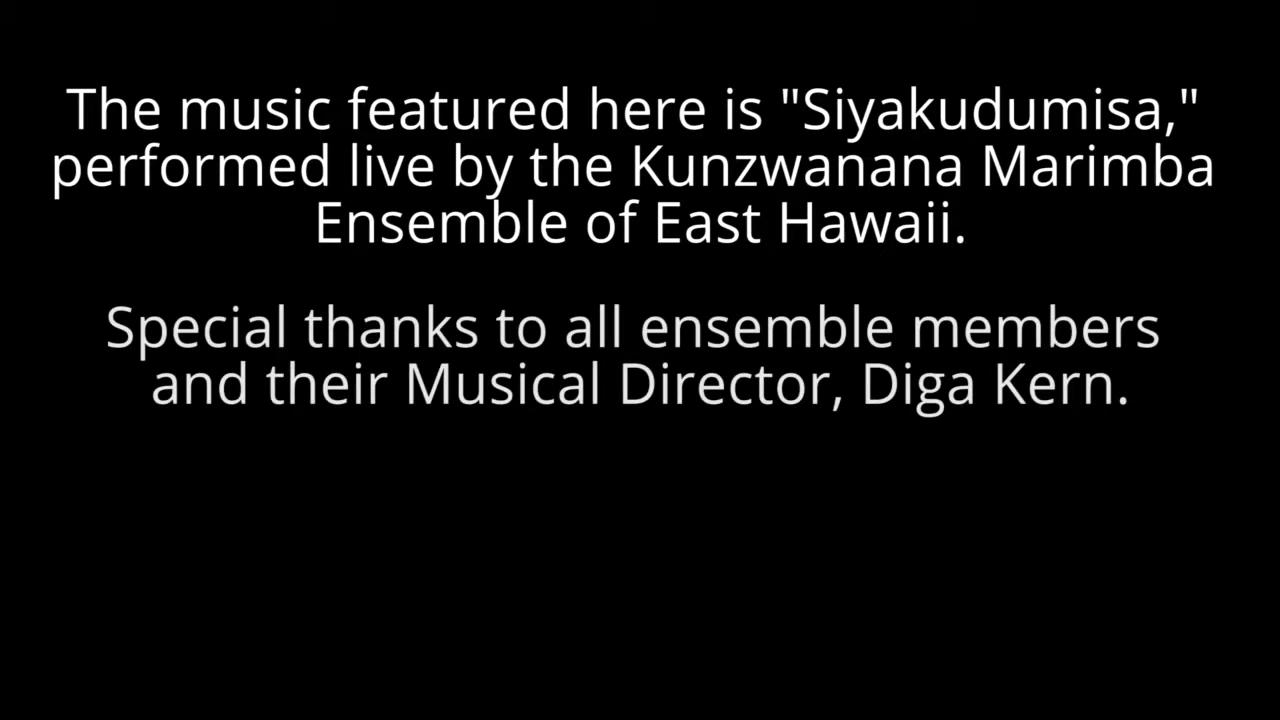 The music featured here is "Siyakudumisa,"
performed live by the Kunzwanana Marimba
Ensemble of East Hawaii.
Special thanks to all ensemble members
and their Musical Director, Diga Kern.